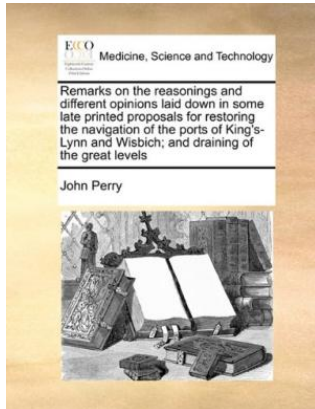 ECCO
Medicine, Science and Technology
Remarks on the reasonings and
different opinions laid down in some
late printed proposals for restoring
the navigation of the ports of King's-
Lynn and Wisbich; and draining of
the great levels
John Perry